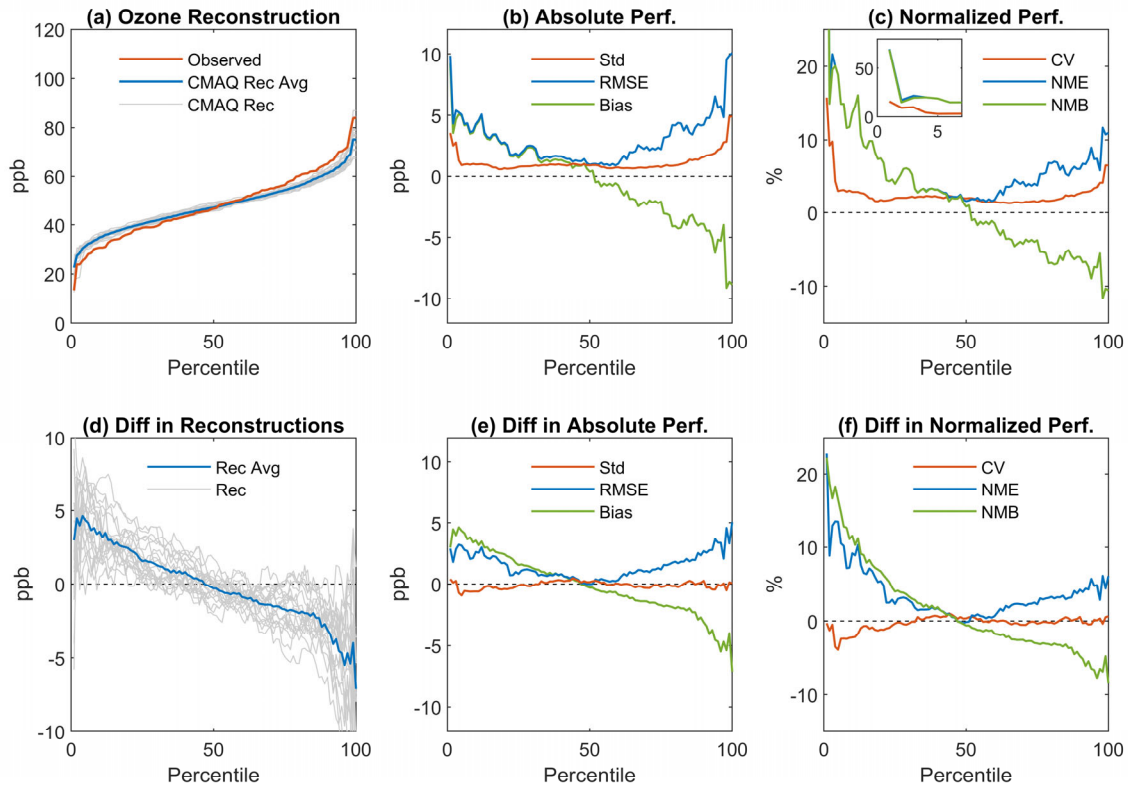 (a) Ozone Reconstruction
120
100
80
60
40
20
0
ppb
Observed
CMAQ Rec Avg
CMAQ Rec
0
50
100
Percentile
(b) Absolute Perf.
10
5
0
-5
-10
ppb
Std
RMSE
Bias
0
50
100
Percentile
(c) Normalized Perf.
20
10
0
-10
%
50
0
0
5
CV
NME
NMB
0
50
100
Percentile
(d) Diff in Reconstructions
10
5
0
-5
-10
ppb
Rec Avg
Rec
0
50
100
Percentile
(e) Diff in Absolute Perf.
10
5
0
-5
-10
ppb
Std
RMSE
Bias
0
50
100
Percentile
(f) Diff in Normalized Perf.
20
10
0
-10
%
CV
NME
NMB
0
50
100
Percentile